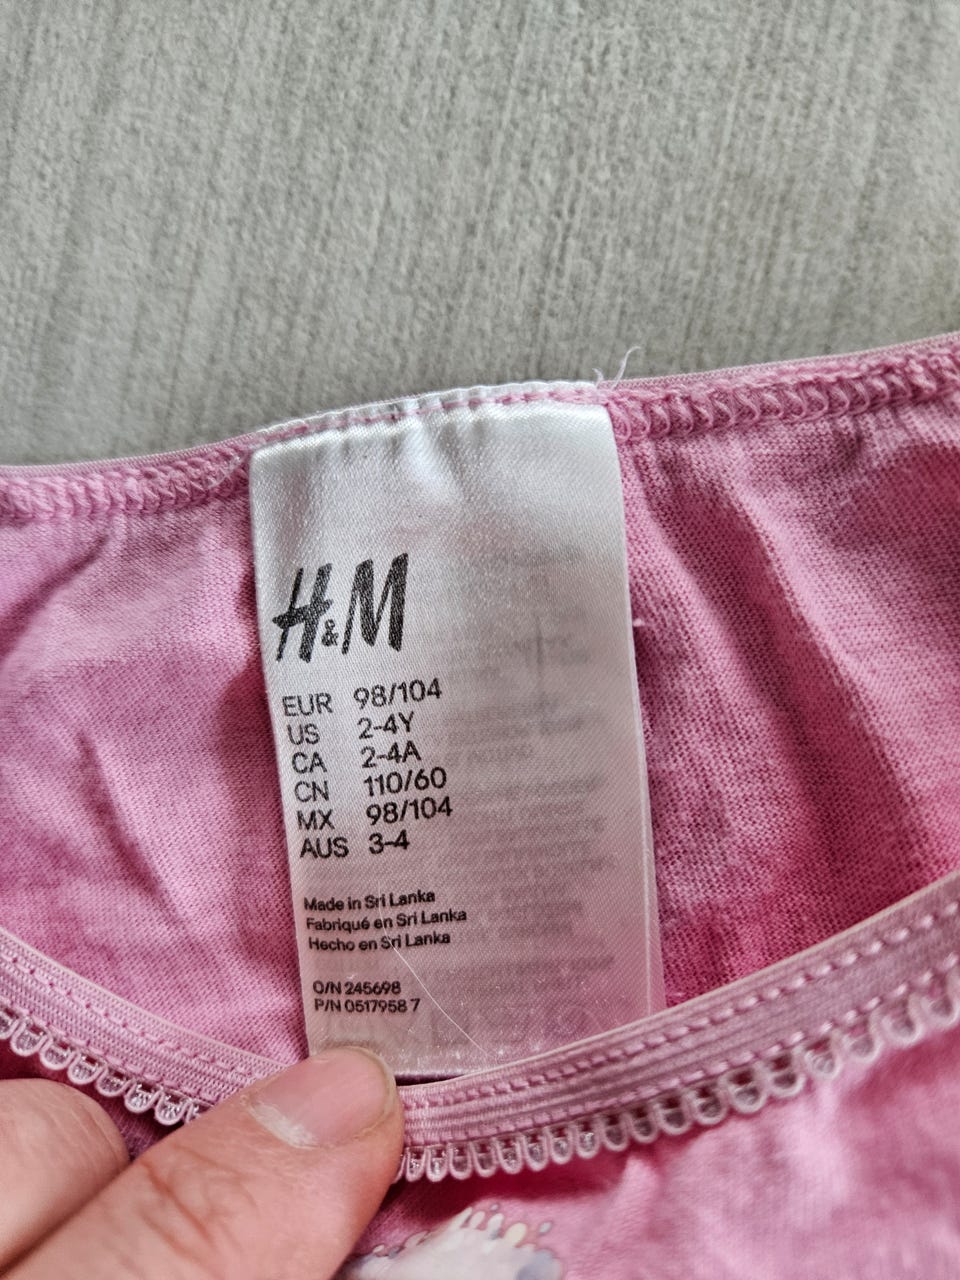 H&M
EUR 98/104
US 2-4Y
CA 2-4A
CN 110/60
MX 98/104
AUS 3-4
Made in Sri Lanka
Fabriqué en Sri Lanka
Hecho en Sri Lanka
O/N 245698
P/N 0517958 7